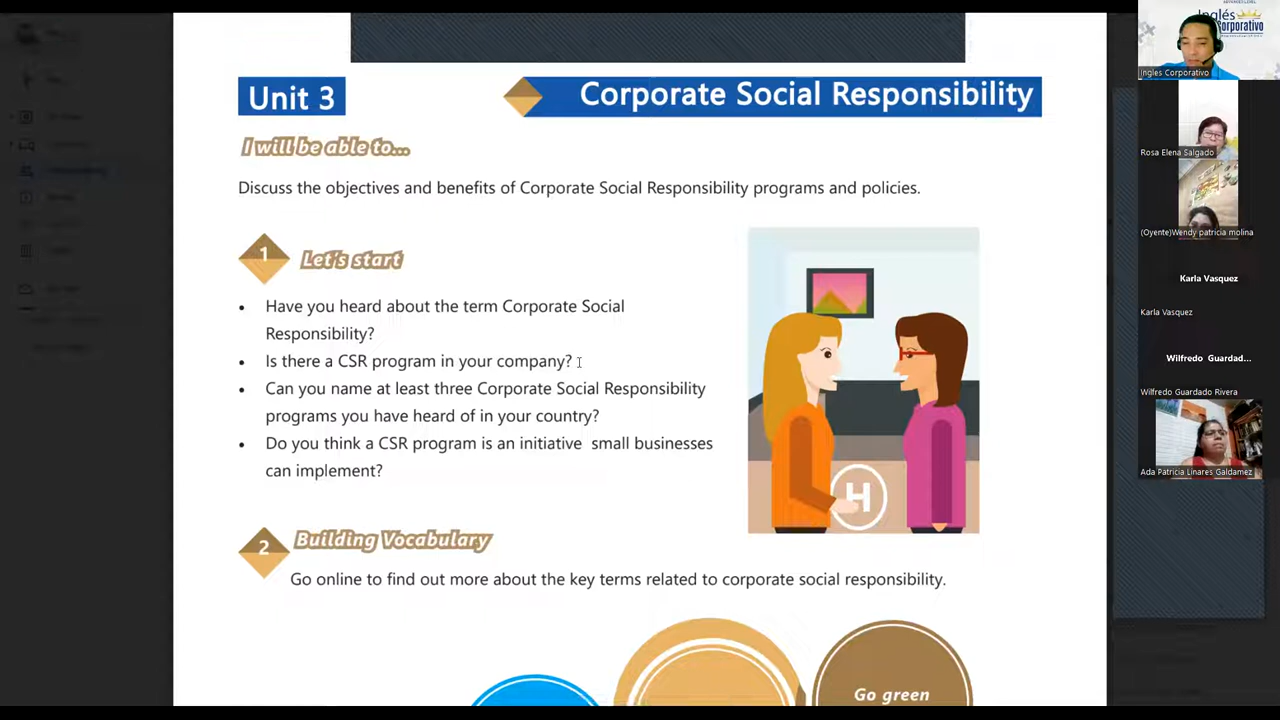 Unit 3
Corporate Social Responsibility
I will be able to...
Discuss the objectives and benefits of Corporate Social Responsibility programs and policies.
1
Let's start
• Have you heard about the term Corporate Social
Responsibility?
• Is there a CSR program in your company?
• Can you name at least three Corporate Social Responsibility
programs you have heard of in your country?
• Do you think a CSR program is an initiative small businesses
can implement?
H
2
Building Vocabulary
Go online to find out more about the key terms related to corporate social responsibility.
Go green
ADVANCED LEVEL
Inglés
Corporativo
Ingles Corporativo
Rosa Elena Salgado
(Oyente)Wendy patricia molina
Karla Vasquez
Karla Vasquez
Wilfredo Guardad...
Wilfredo Guardado Rivera
Ada Patricia Linares Galdamez